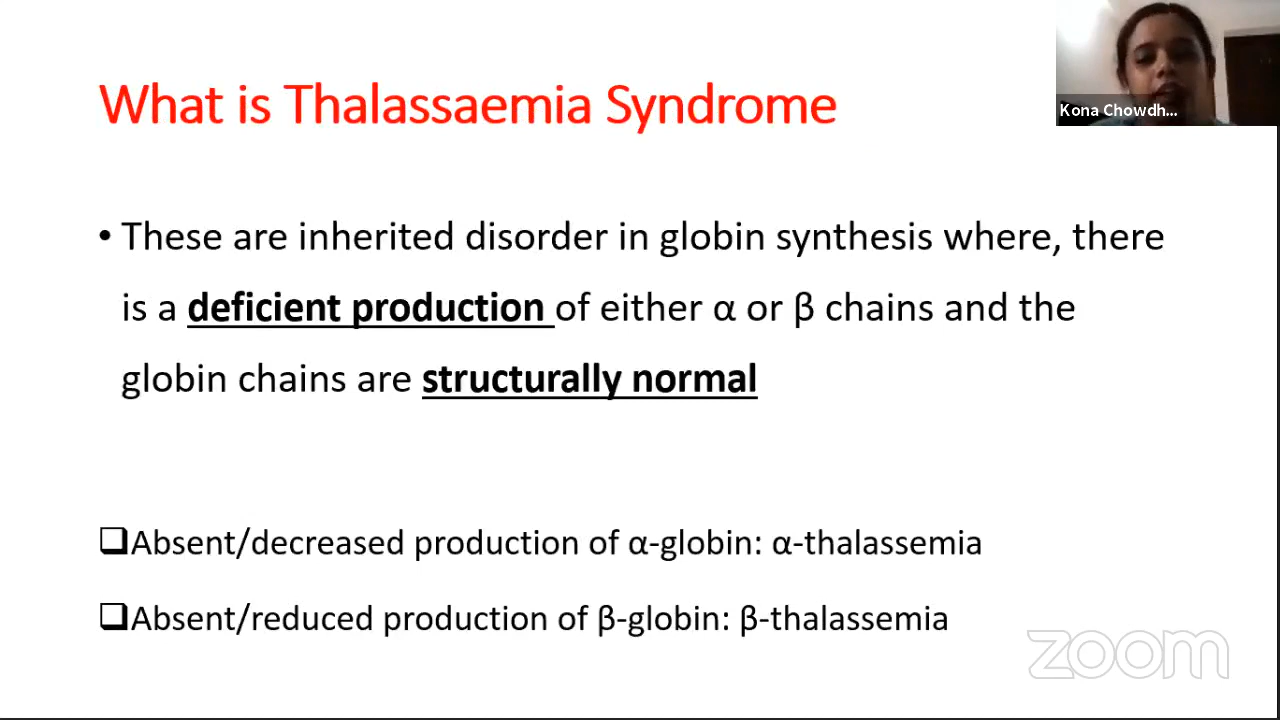 What is Thalassaemia Syndrome
Kona Chowdh...
• These are inherited disorder in globin synthesis where, there
is a deficient production of either α or β chains and the
globin chains are structurally normal
❑Absent/decreased production of α-globin: α-thalassemia
❑Absent/reduced production of β-globin: β-thalassemia
zoom